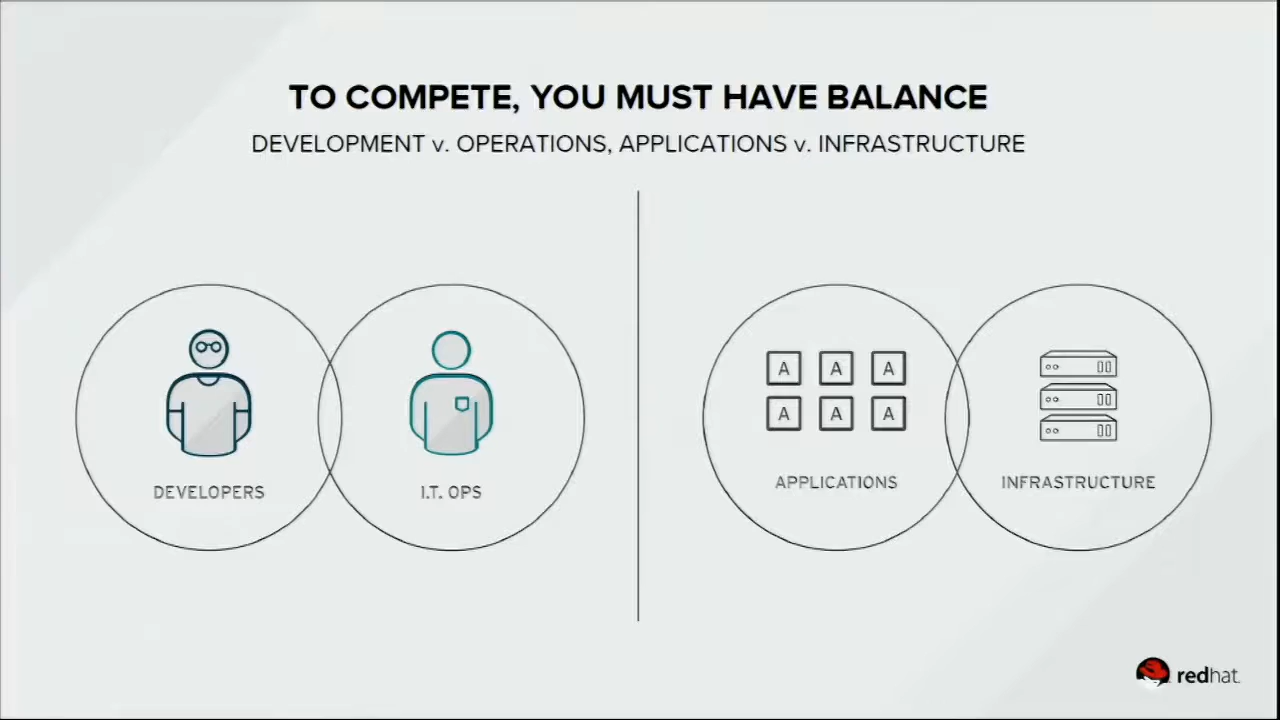 TO COMPETE, YOU MUST HAVE BALANCE
DEVELOPMENT v. OPERATIONS, APPLICATIONS v. INFRASTRUCTURE
DEVELOPERS
I.T. OPS
A A A
A A A
APPLICATIONS
INFRASTRUCTURE
redhat.